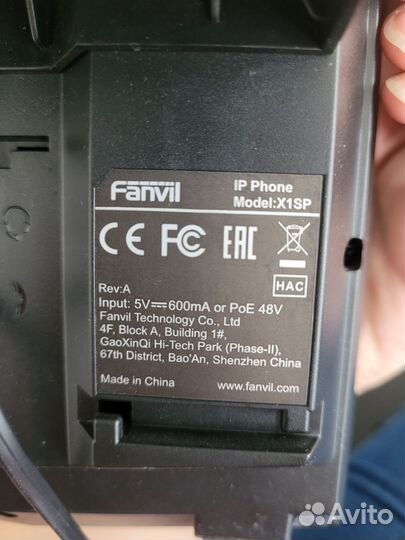 Fanvil
IP Phone
Model:X1SP
CE FC EAC
HAC
Rev:A
Input: 5V⎓600mA or PoE 48V
Fanvil Technology Co., Ltd
4F, Block A, Building 1#,
GaoXinQi Hi-Tech Park (Phase-II),
67th District, Bao'An, Shenzhen China
Made in China www.fanvil.com
Avito